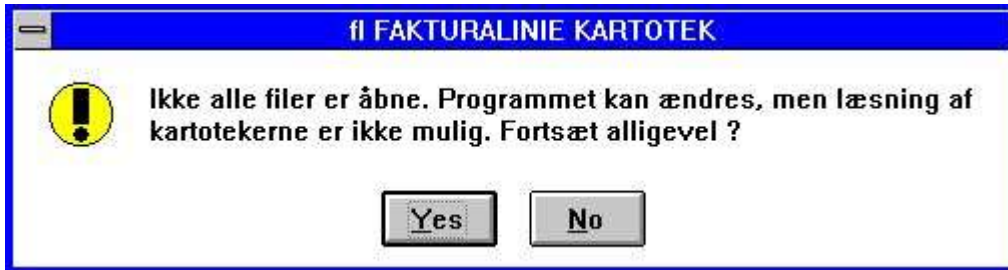 fl FAKTURALINIE KARTOTEK
Ikke alle filer er åbne. Programmet kan ændres, men læsning af
kartotekerne er ikke mulig. Fortsæt alligevel ?
Yes No